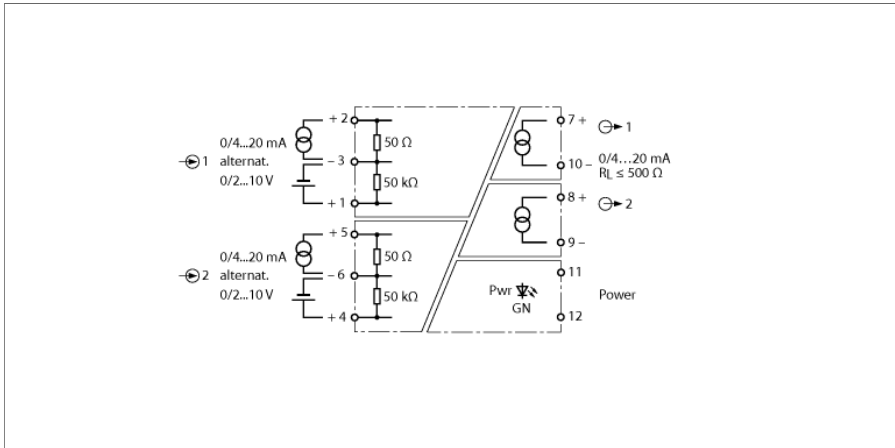 + 2
50 Ω
0/4...20 mA
1 alternat.
0/2...10 V
– 3
50 kΩ
+ 1
+ 5
50 Ω
0/4...20 mA
2 alternat.
0/2...10 V
– 6
50 kΩ
+ 4
7 +
1
10 – 0/4...20 mA
RL ≤ 500 Ω
8 +
2
9 –
11
Pwr
GN
Power
12